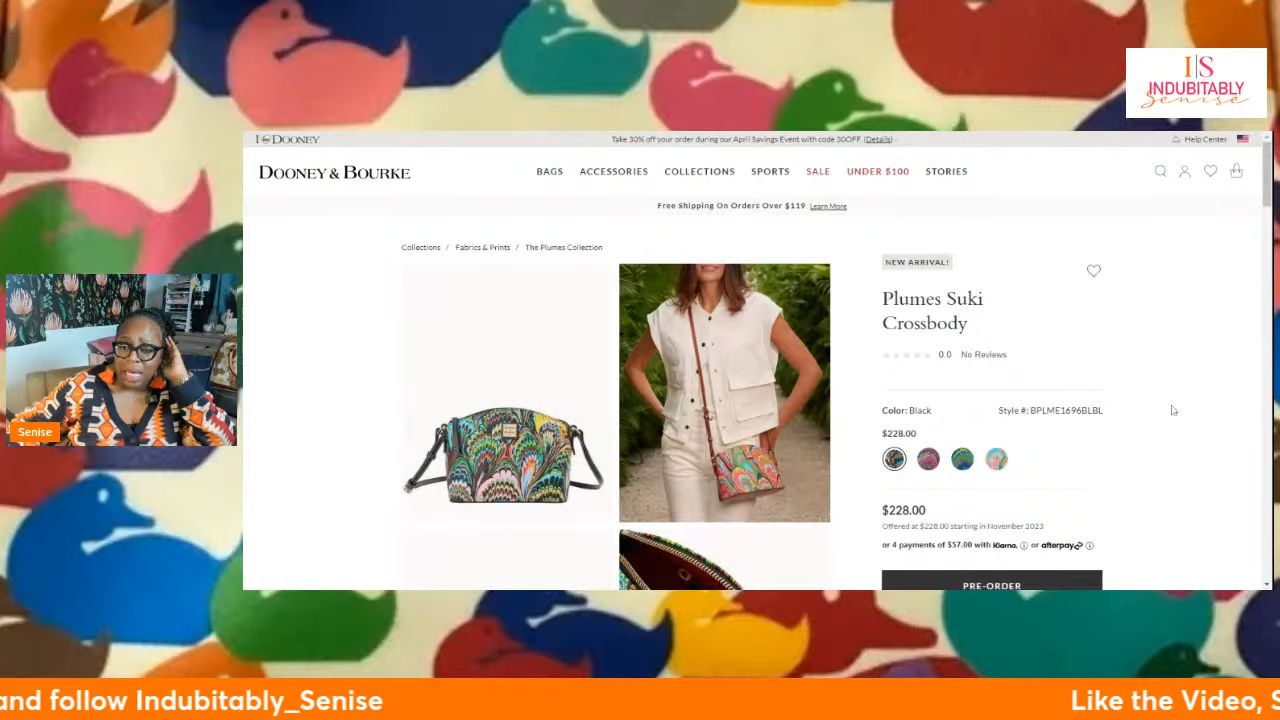 I|S
INDUBITABLY
Senise
DOONEY
Take 30% off your order during our April Savings Event with code 30OFF. (Details)
Help Center
DOONEY & BOURKE
BAGS ACCESSORIES COLLECTIONS SPORTS SALE UNDER $100 STORIES
Free Shipping On Orders Over $119 Learn More
Collections / Fabrics & Prints / The Plumes Collection
NEW ARRIVAL!
Plumes Suki
Crossbody
0.0 No Reviews
Color: Black Style #: BPLME1696BLBL
$228.00
$228.00
Offered at $228.00 starting in November 2023
or 4 payments of $57.00 with Klarna. or afterpay
PRE-ORDER
Senise
and follow Indubitably_Senise
Like the Video, S